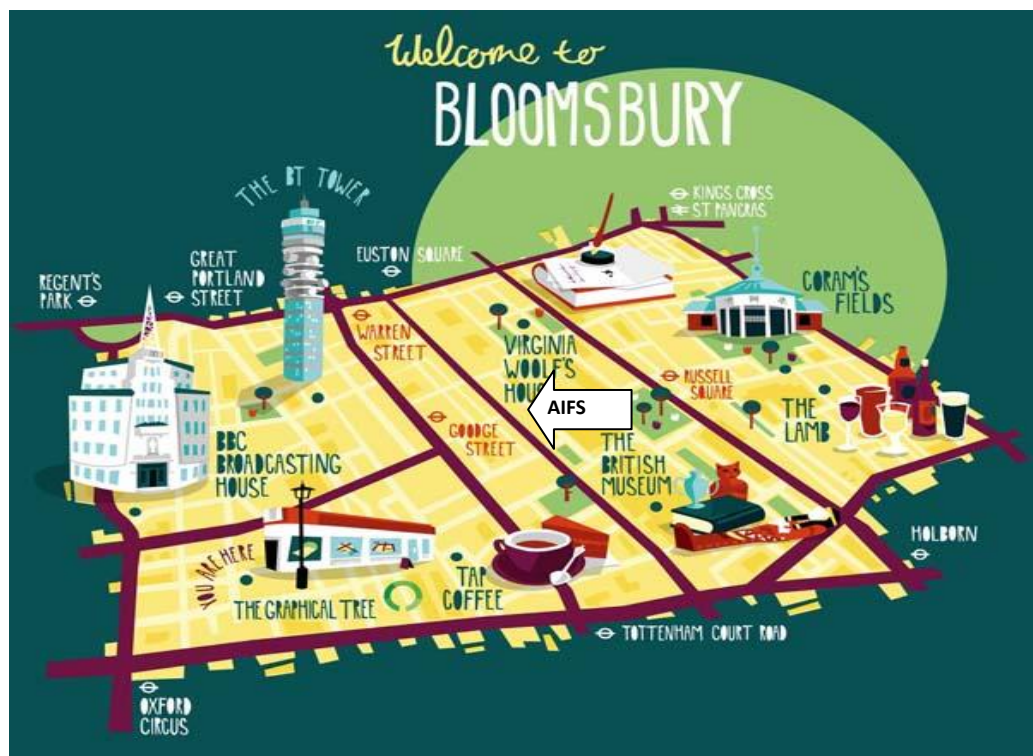 Welcome to
BLOOMSBURY
THE BT TOWER
KINGS CROSS
ST PANCRAS
EUSTON SQUARE
GREAT
PORTLAND
STREET
REGENT'S
PARK
CORAM'S
FIELDS
WARREN
STREET
VIRGINIA
WOOLF'S
HOU
AIFS
RUSSELL
SQUARE
GOODGE
STREET
THE
LAMB
BBC
BROADCASTING
HOUSE
THE
BRITISH
MUSEUM
HOLBORN
YOU ARE HERE
THE GRAPHICAL TREE
TAP
COFFEE
TOTTENHAM COURT ROAD
OXFORD
CIRCUS